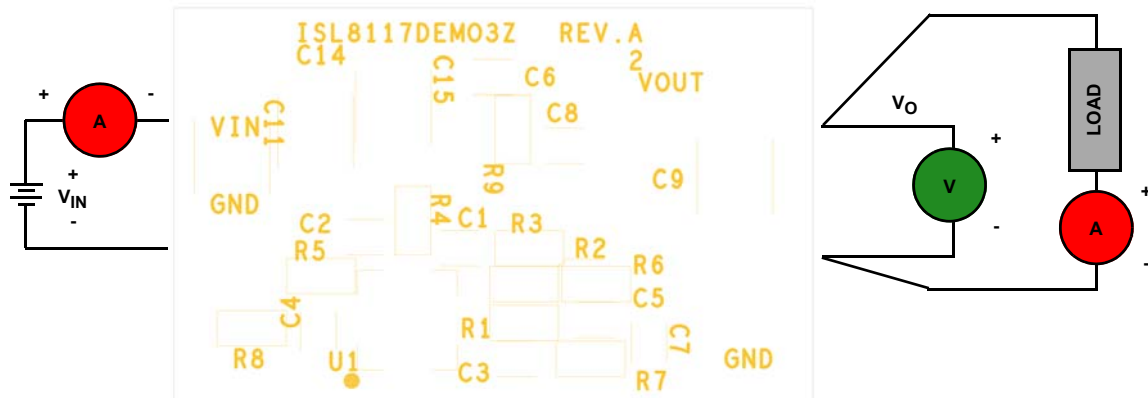 ISL8117DEMO3Z REV.A
2
C14
C15
C6
VOUT
+
A
-
VIN
C11
C8
+
VIN
-
GND
R9
C9
R4
C2
C1
R3
R5
R2
R6
C5
C4
R1
C7
R8
U1
C3
R7
GND
VO
+
V
-
LOAD
+
A
-